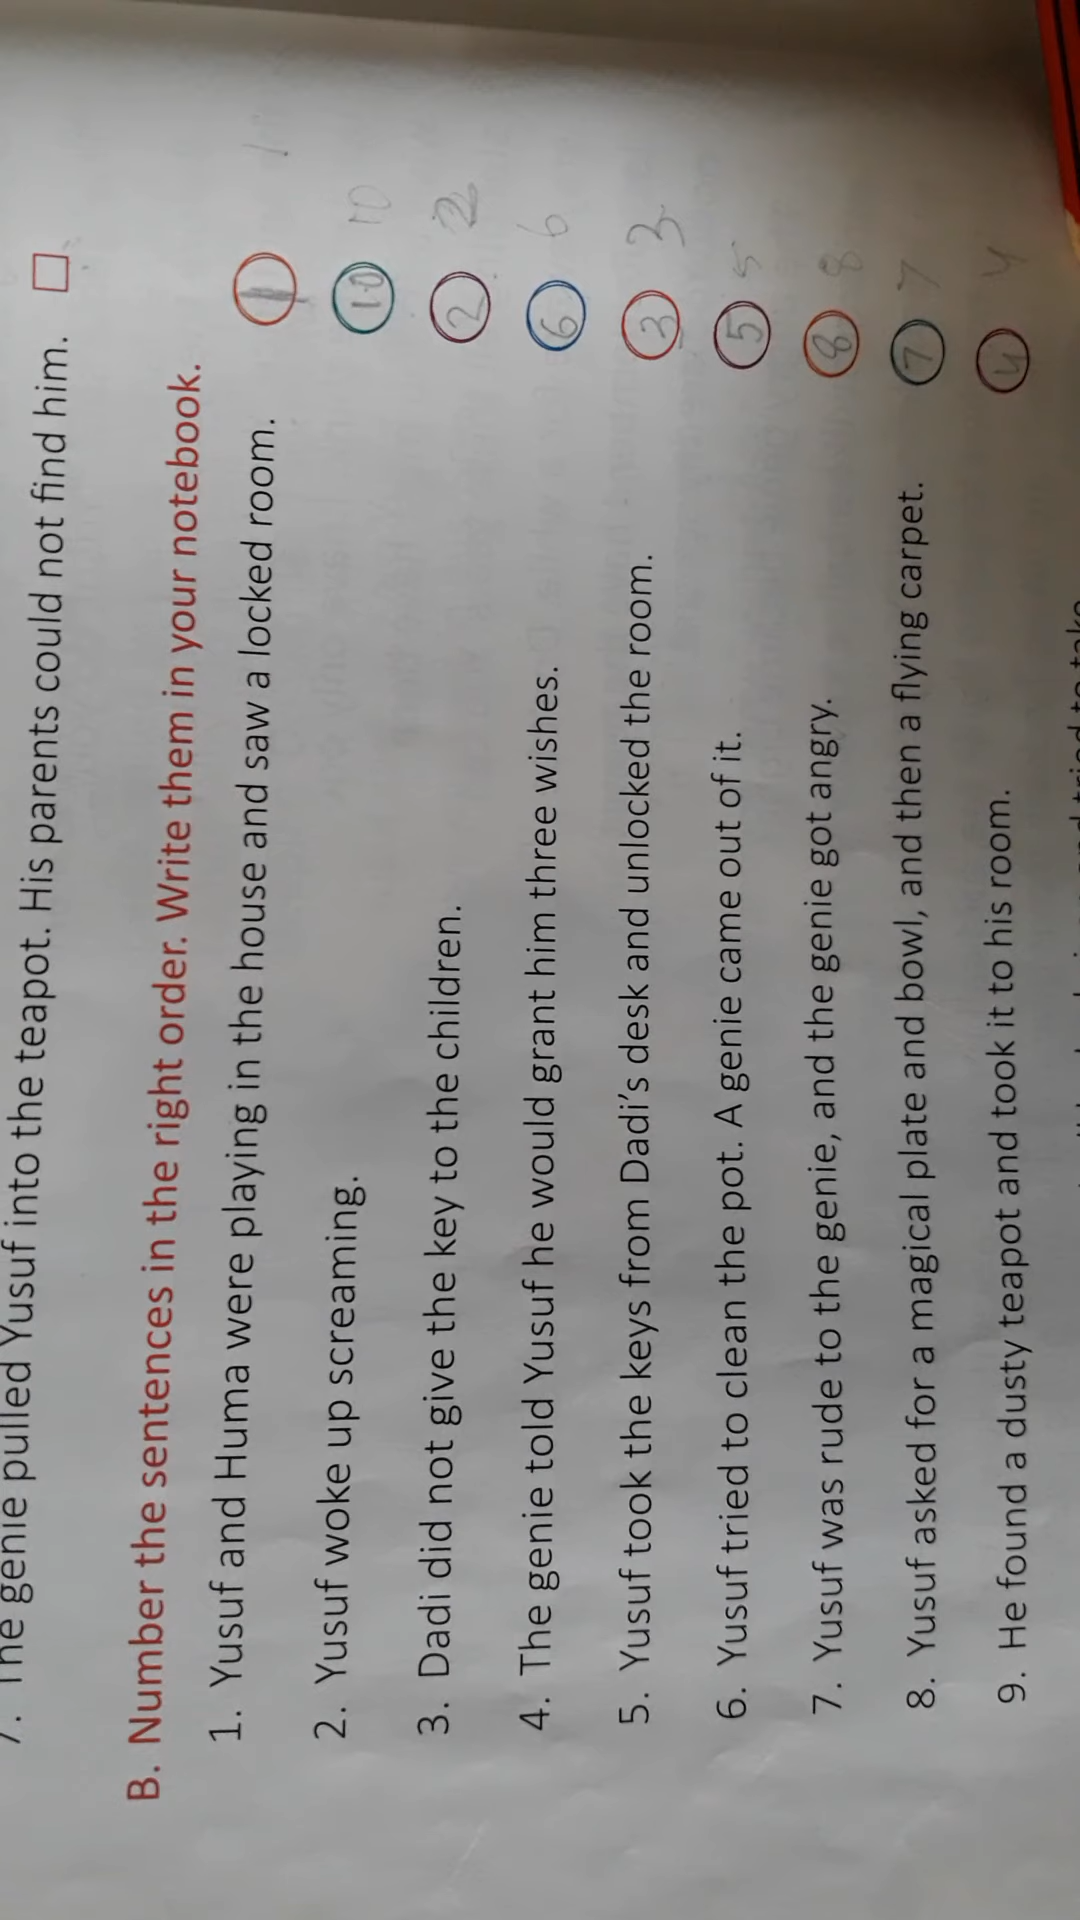 7. The genie pulled Yusuf into the teapot. His parents could not find him.
B. Number the sentences in the right order. Write them in your notebook.
1. Yusuf and Huma were playing in the house and saw a locked room. 1 1
2. Yusuf woke up screaming. 10 10
3. Dadi did not give the key to the children. 2 2
4. The genie told Yusuf he would grant him three wishes. 6 6
5. Yusuf took the keys from Dadi's desk and unlocked the room. 3 3
6. Yusuf tried to clean the pot. A genie came out of it. 5 5
7. Yusuf was rude to the genie, and the genie got angry. 8 8
8. Yusuf asked for a magical plate and bowl, and then a flying carpet. 7 7
9. He found a dusty teapot and took it to his room. 4 4